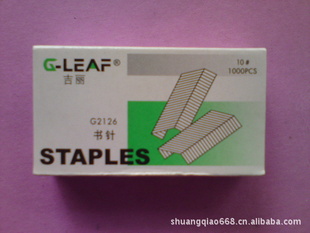 G-LEAF®
吉丽
10#
1000PCS
G2126
书针
STAPLES
shuangqiao668.cn.alibaba.com